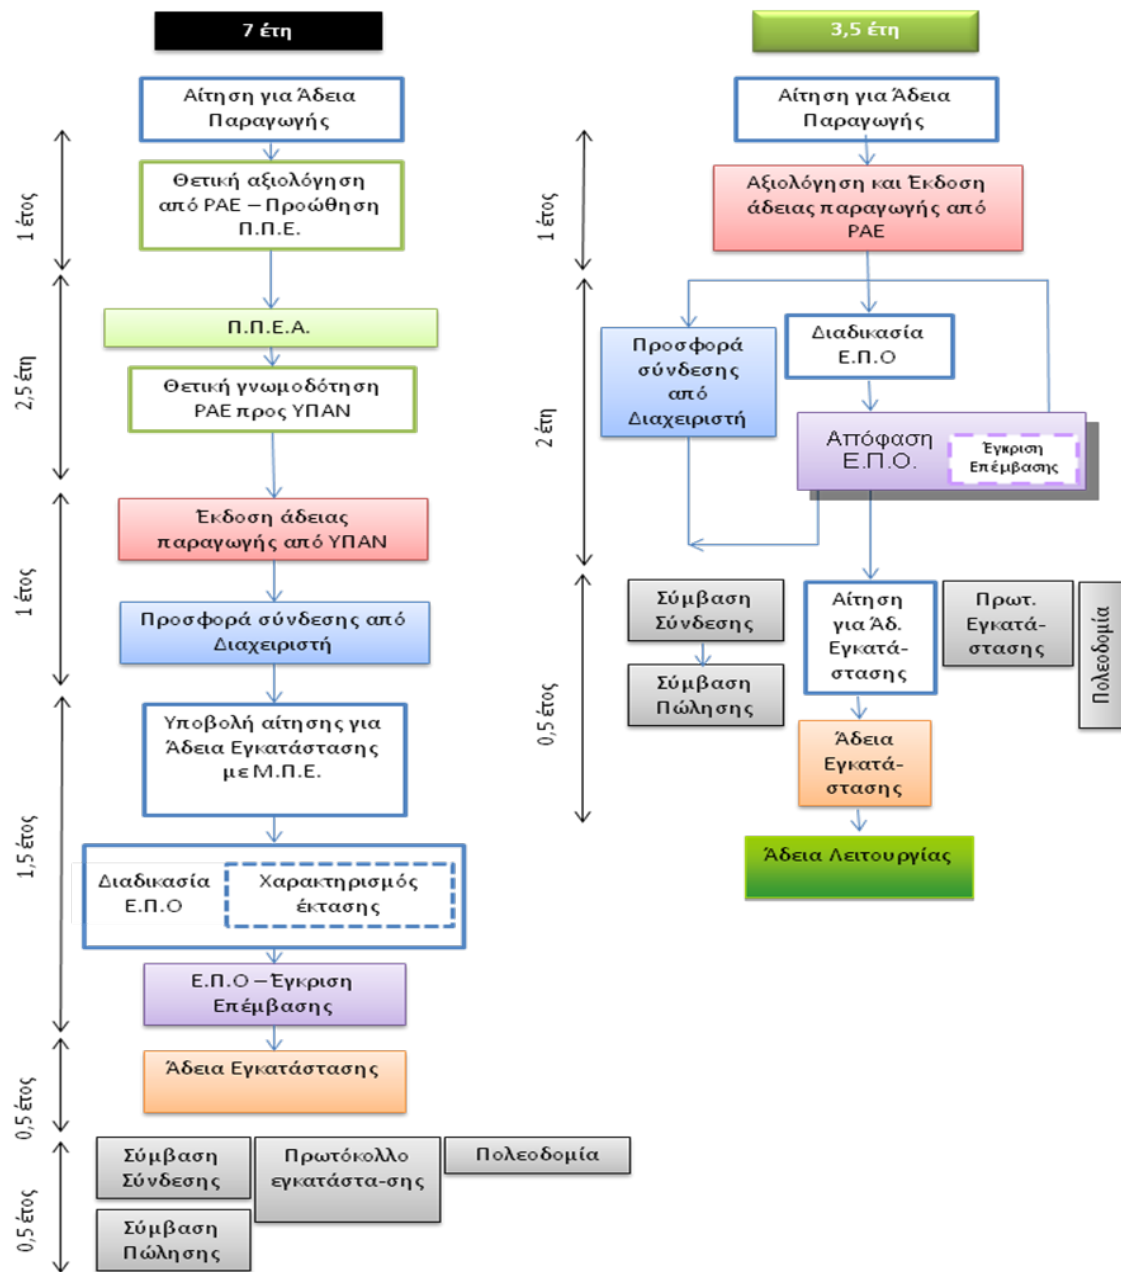 7 έτη
Αίτηση για Άδεια
Παραγωγής
1 έτος
Θετική αξιολόγηση
από ΡΑΕ – Προώθηση
Π.Π.Ε.
2,5 έτη
Π.Π.Ε.Α.
Θετική γνωμοδότηση
ΡΑΕ προς ΥΠΑΝ
1 έτος
Έκδοση άδειας
παραγωγής από ΥΠΑΝ
Προσφορά σύνδεσης από
Διαχειριστή
1,5 έτος
Υποβολή αίτησης για
Άδεια Εγκατάστασης
με Μ.Π.Ε.
Διαδικασία
Ε.Π.Ο
Χαρακτηρισμός
έκτασης
Ε.Π.Ο – Έγκριση
Επέμβασης
0,5 έτος
Άδεια Εγκατάστασης
0,5 έτος
Σύμβαση
Σύνδεσης
Πρωτόκολλο
εγκατάστα-σης
Πολεοδομία
Σύμβαση
Πώλησης
3,5 έτη
Αίτηση για Άδεια
Παραγωγής
1 έτος
Αξιολόγηση και Έκδοση
άδειας παραγωγής από
ΡΑΕ
2 έτη
Προσφορά
σύνδεσης
από
Διαχειριστή
Διαδικασία
Ε.Π.Ο
Απόφαση
Ε.Π.Ο.
Έγκριση
Επέμβασης
0,5 έτος
Σύμβαση
Σύνδεσης
Σύμβαση
Πώλησης
Αίτηση
για Άδ.
Εγκατά-
στασης
Πρωτ.
Εγκατά-
στασης
Πολεοδομία
Άδεια
Εγκατά-
στασης
Άδεια Λειτουργίας